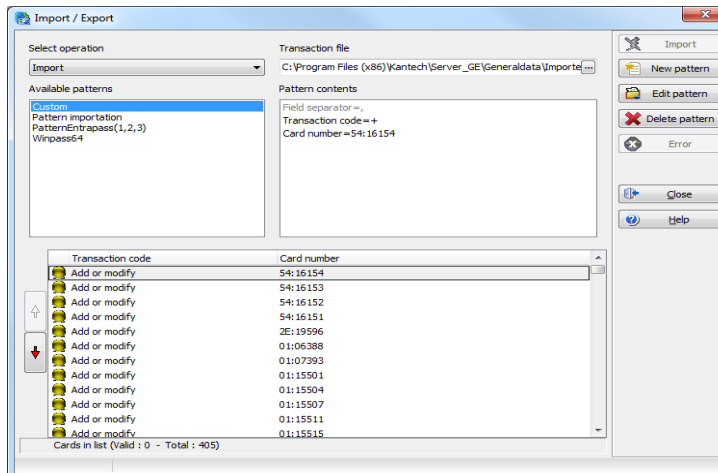 Import / Export
Select operation
Import
Transaction file
C:\Program Files (x86)\Kantech\Server_GE\Generaldata\Importe
...
Available patterns
Custom
Pattern importation
PatternEntrapass(1,2,3)
Winpass64
Pattern contents
Field separator=,
Transaction code=+
Card number=54:16154
Import
New pattern
Edit pattern
Delete pattern
Error
Close
Help
Transaction code Card number
Add or modify 54:16154
Add or modify 54:16153
Add or modify 54:16152
Add or modify 54:16151
Add or modify 2E:19596
Add or modify 01:06388
Add or modify 01:07393
Add or modify 01:15501
Add or modify 01:15504
Add or modify 01:15507
Add or modify 01:15511
Add or modify 01:15515
Cards in list (Valid : 0 - Total : 405)